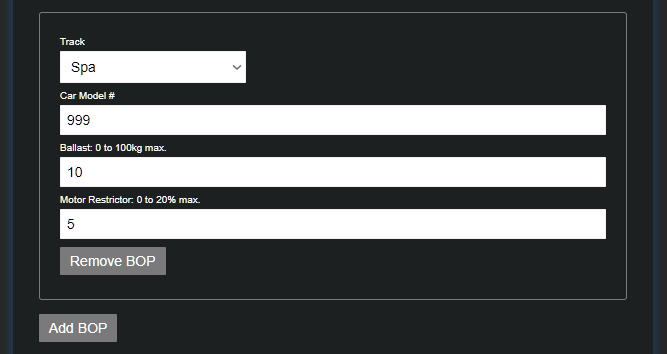 Track
Spa
Car Model #
999
Ballast: 0 to 100kg max.
10
Motor Restrictor: 0 to 20% max.
5
Remove BOP
Add BOP